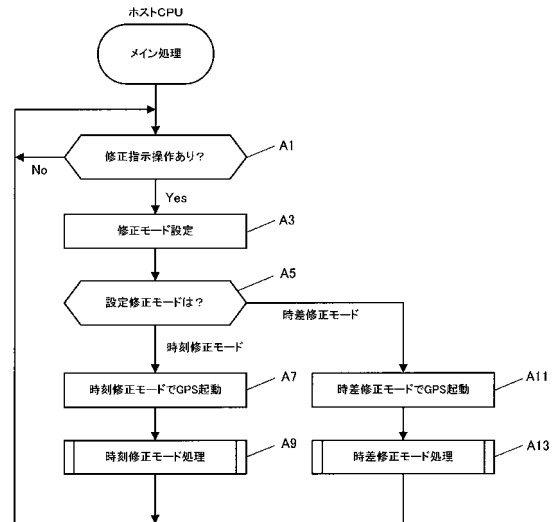 ホストCPU
メイン処理
修正指示操作あり?
A1
No
Yes
修正モード設定
A3
設定修正モードは?
A5
時差修正モード
時刻修正モード
時刻修正モードでGPS起動
A7
時差修正モードでGPS起動
A11
時刻修正モード処理
A9
時差修正モード処理
A13